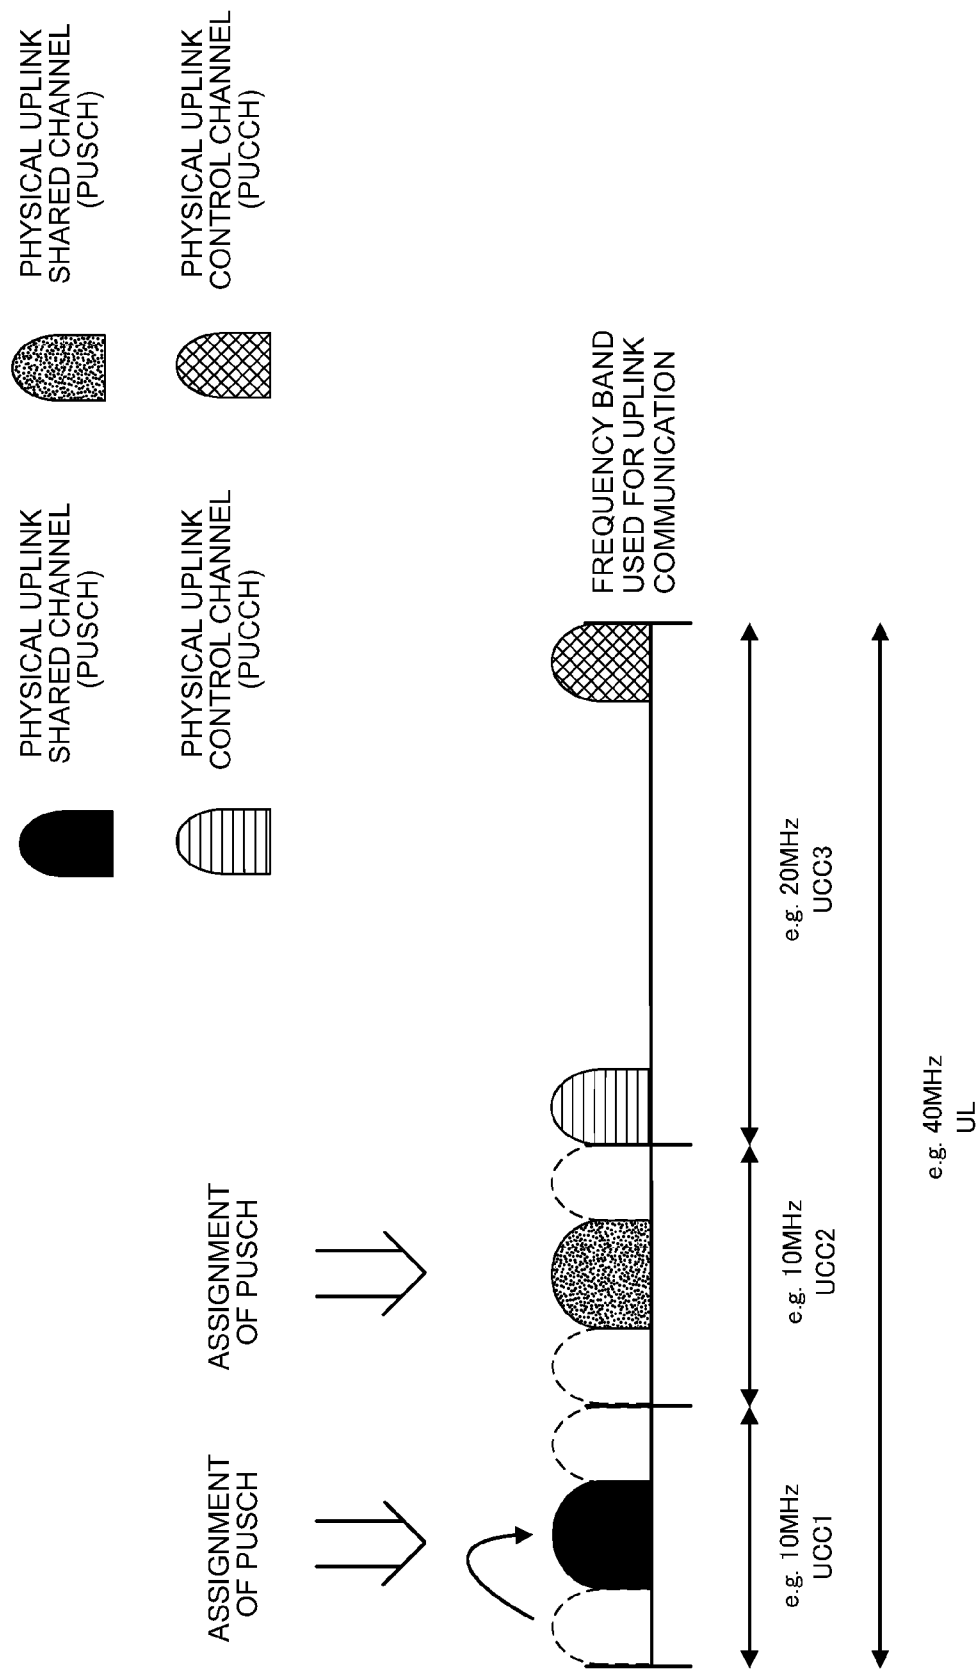 PHYSICAL UPLINK
SHARED CHANNEL
(PUSCH)
PHYSICAL UPLINK
SHARED CHANNEL
(PUSCH)
PHYSICAL UPLINK
CONTROL CHANNEL
(PUCCH)
PHYSICAL UPLINK
CONTROL CHANNEL
(PUCCH)
ASSIGNMENT
OF PUSCH
ASSIGNMENT
OF PUSCH
FREQUENCY BAND
USED FOR UPLINK
COMMUNICATION
e.g. 10MHz
UCC1
e.g. 10MHz
UCC2
e.g. 20MHz
UCC3
e.g. 40MHz
UL